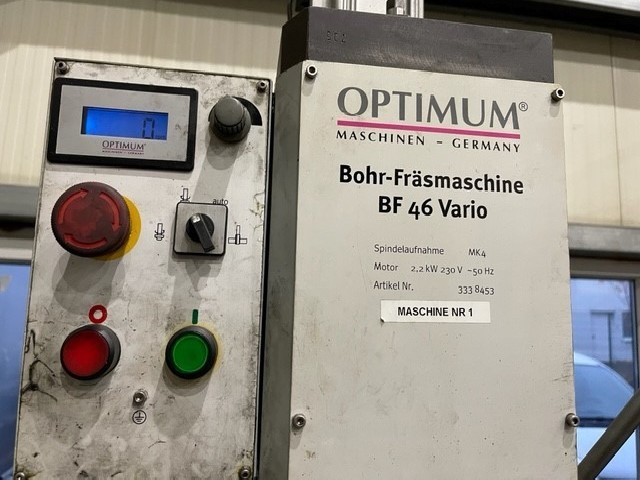 OPTIMUM®
MASCHINEN - GERMANY
Bohr-Fräsmaschine
BF 46 Vario
Spindelaufnahme MK4
Motor 2,2 kW 230 V ~50 Hz
Artikel Nr. 333 8453
MASCHINE NR 1
0.
OPTIMUM®
auto